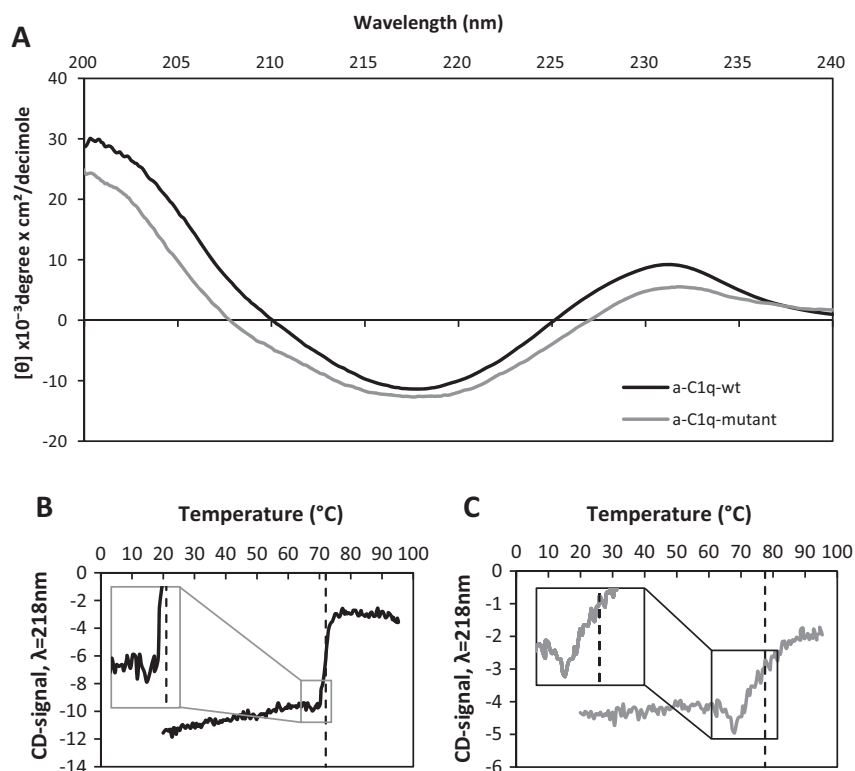 A
Wavelength (nm)
200 205 210 215 220 225 230 235 240
[θ] x10⁻³degree x cm²/decimole
40
30
20
10
0
-10
-20
a-C1q-wt
a-C1q-mutant
B
Temperature (°C)
0 10 20 30 40 50 60 70 80 90 100
CD-signal, λ=218nm
0
-2
-4
-6
-8
-10
-12
-14
C
Temperature (°C)
0 10 20 30 40 50 60 70 80 90 100
CD-signal, λ=218nm
0
-1
-2
-3
-4
-5
-6